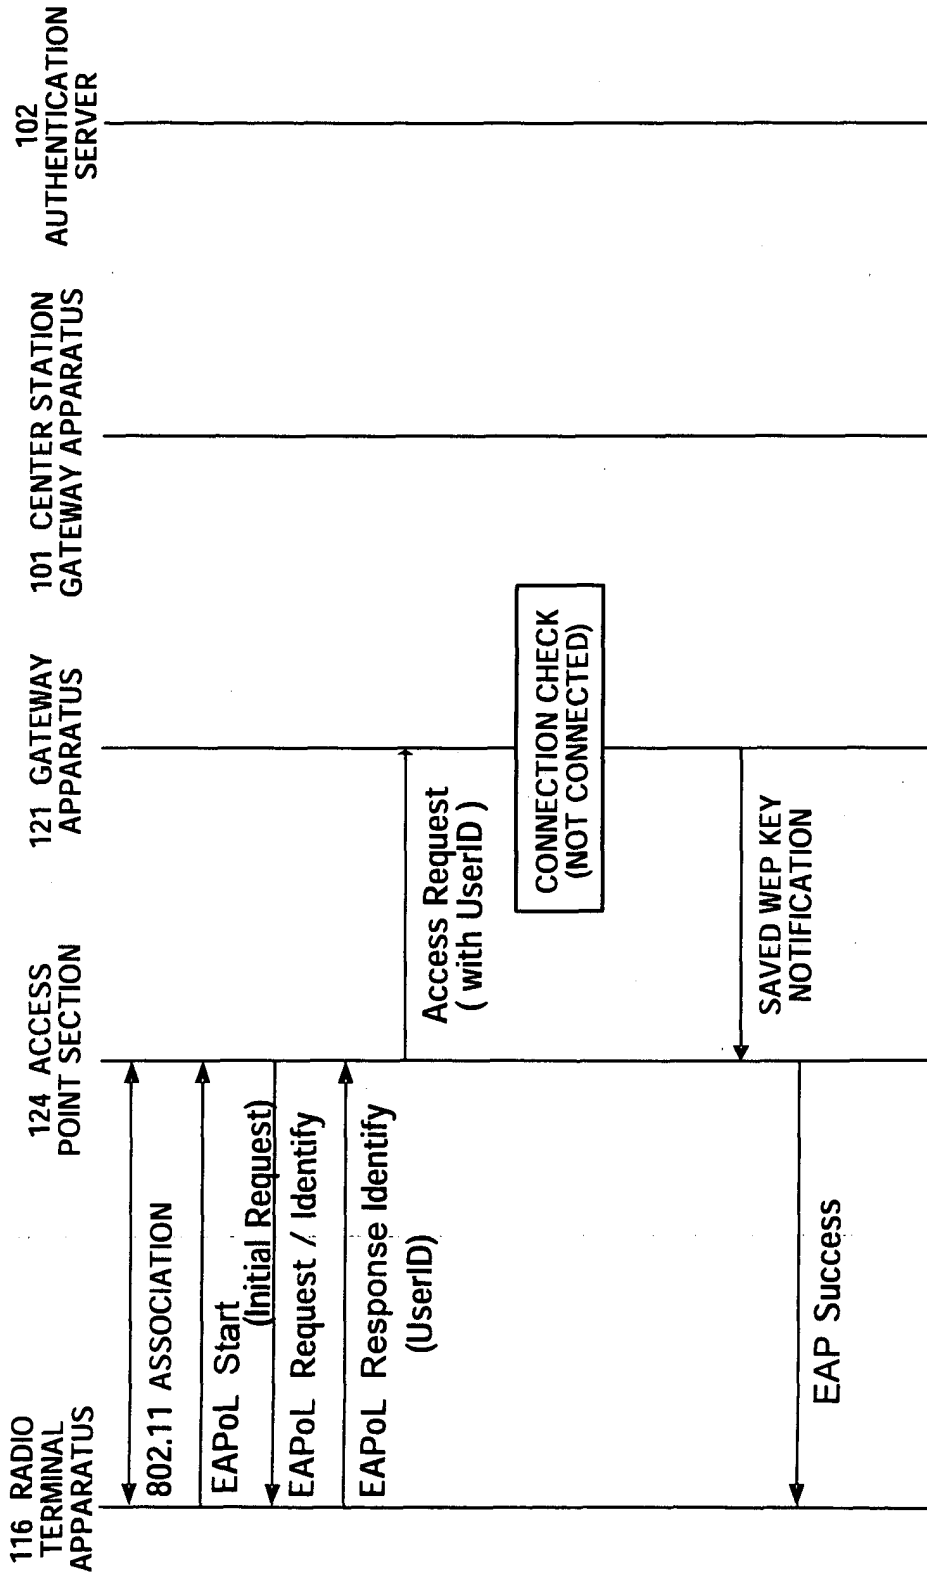 116 RADIO
TERMINAL
APPARATUS
124 ACCESS
POINT SECTION
121 GATEWAY
APPARATUS
101 CENTER STATION
GATEWAY APPARATUS
102
AUTHENTICATION
SERVER
802.11 ASSOCIATION
EAPoL Start
(Initial Request)
EAPoL Request / Identify
EAPoL Response Identify
(UserID)
Access Request
( with UserID )
CONNECTION CHECK
(NOT CONNECTED)
SAVED WEP KEY
NOTIFICATION
EAP Success